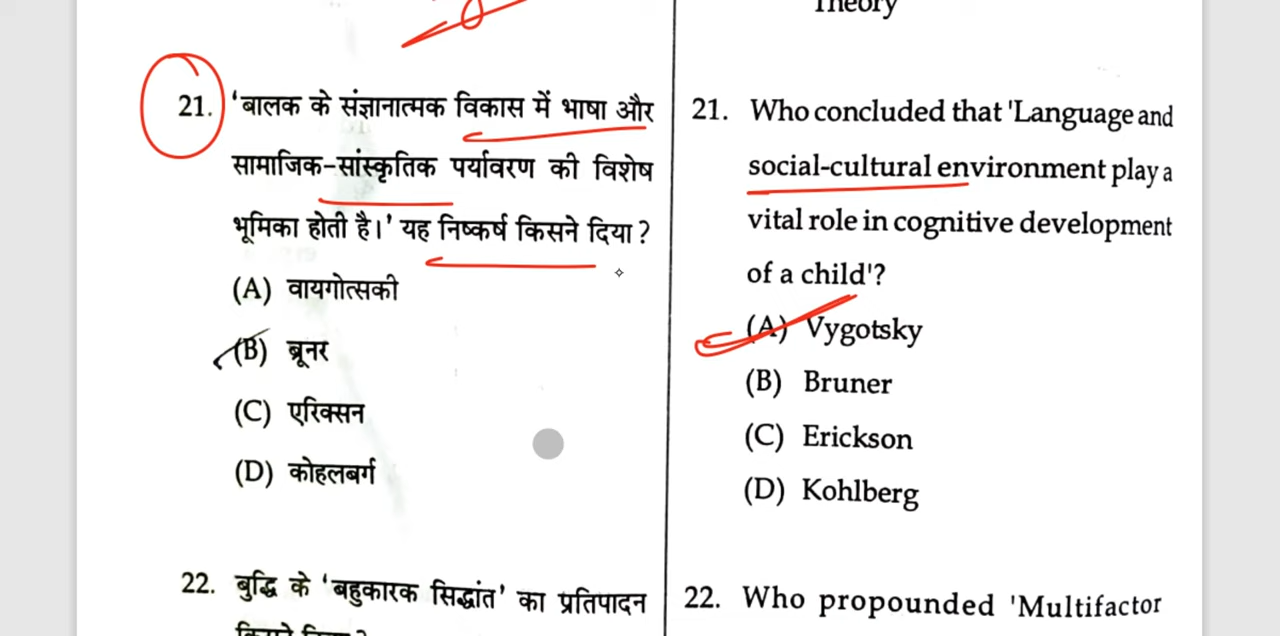 21. 'बालक के संज्ञानात्मक विकास में भाषा और
सामाजिक-सांस्कृतिक पर्यावरण की विशेष
भूमिका होती है।' यह निष्कर्ष किसने दिया?
(A) वायगोत्सकी
(B) ब्रूनर
(C) एरिक्सन
(D) कोहलबर्ग
22. बुद्धि के 'बहुकारक सिद्धांत' का प्रतिपादन
Theory
21. Who concluded that 'Language and
social-cultural environment play a
vital role in cognitive development
of a child'?
(A) Vygotsky
(B) Bruner
(C) Erickson
(D) Kohlberg
22. Who propounded 'Multifactor